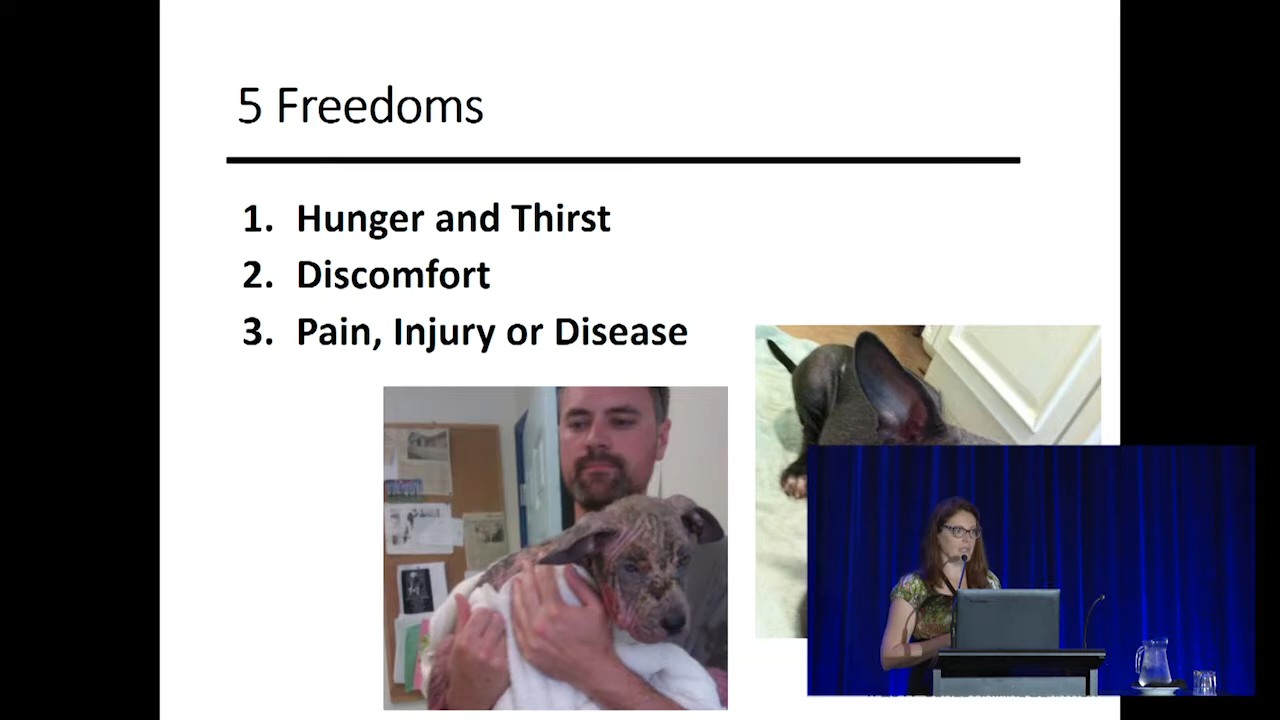 5 Freedoms
1. Hunger and Thirst
2. Discomfort
3. Pain, Injury or Disease